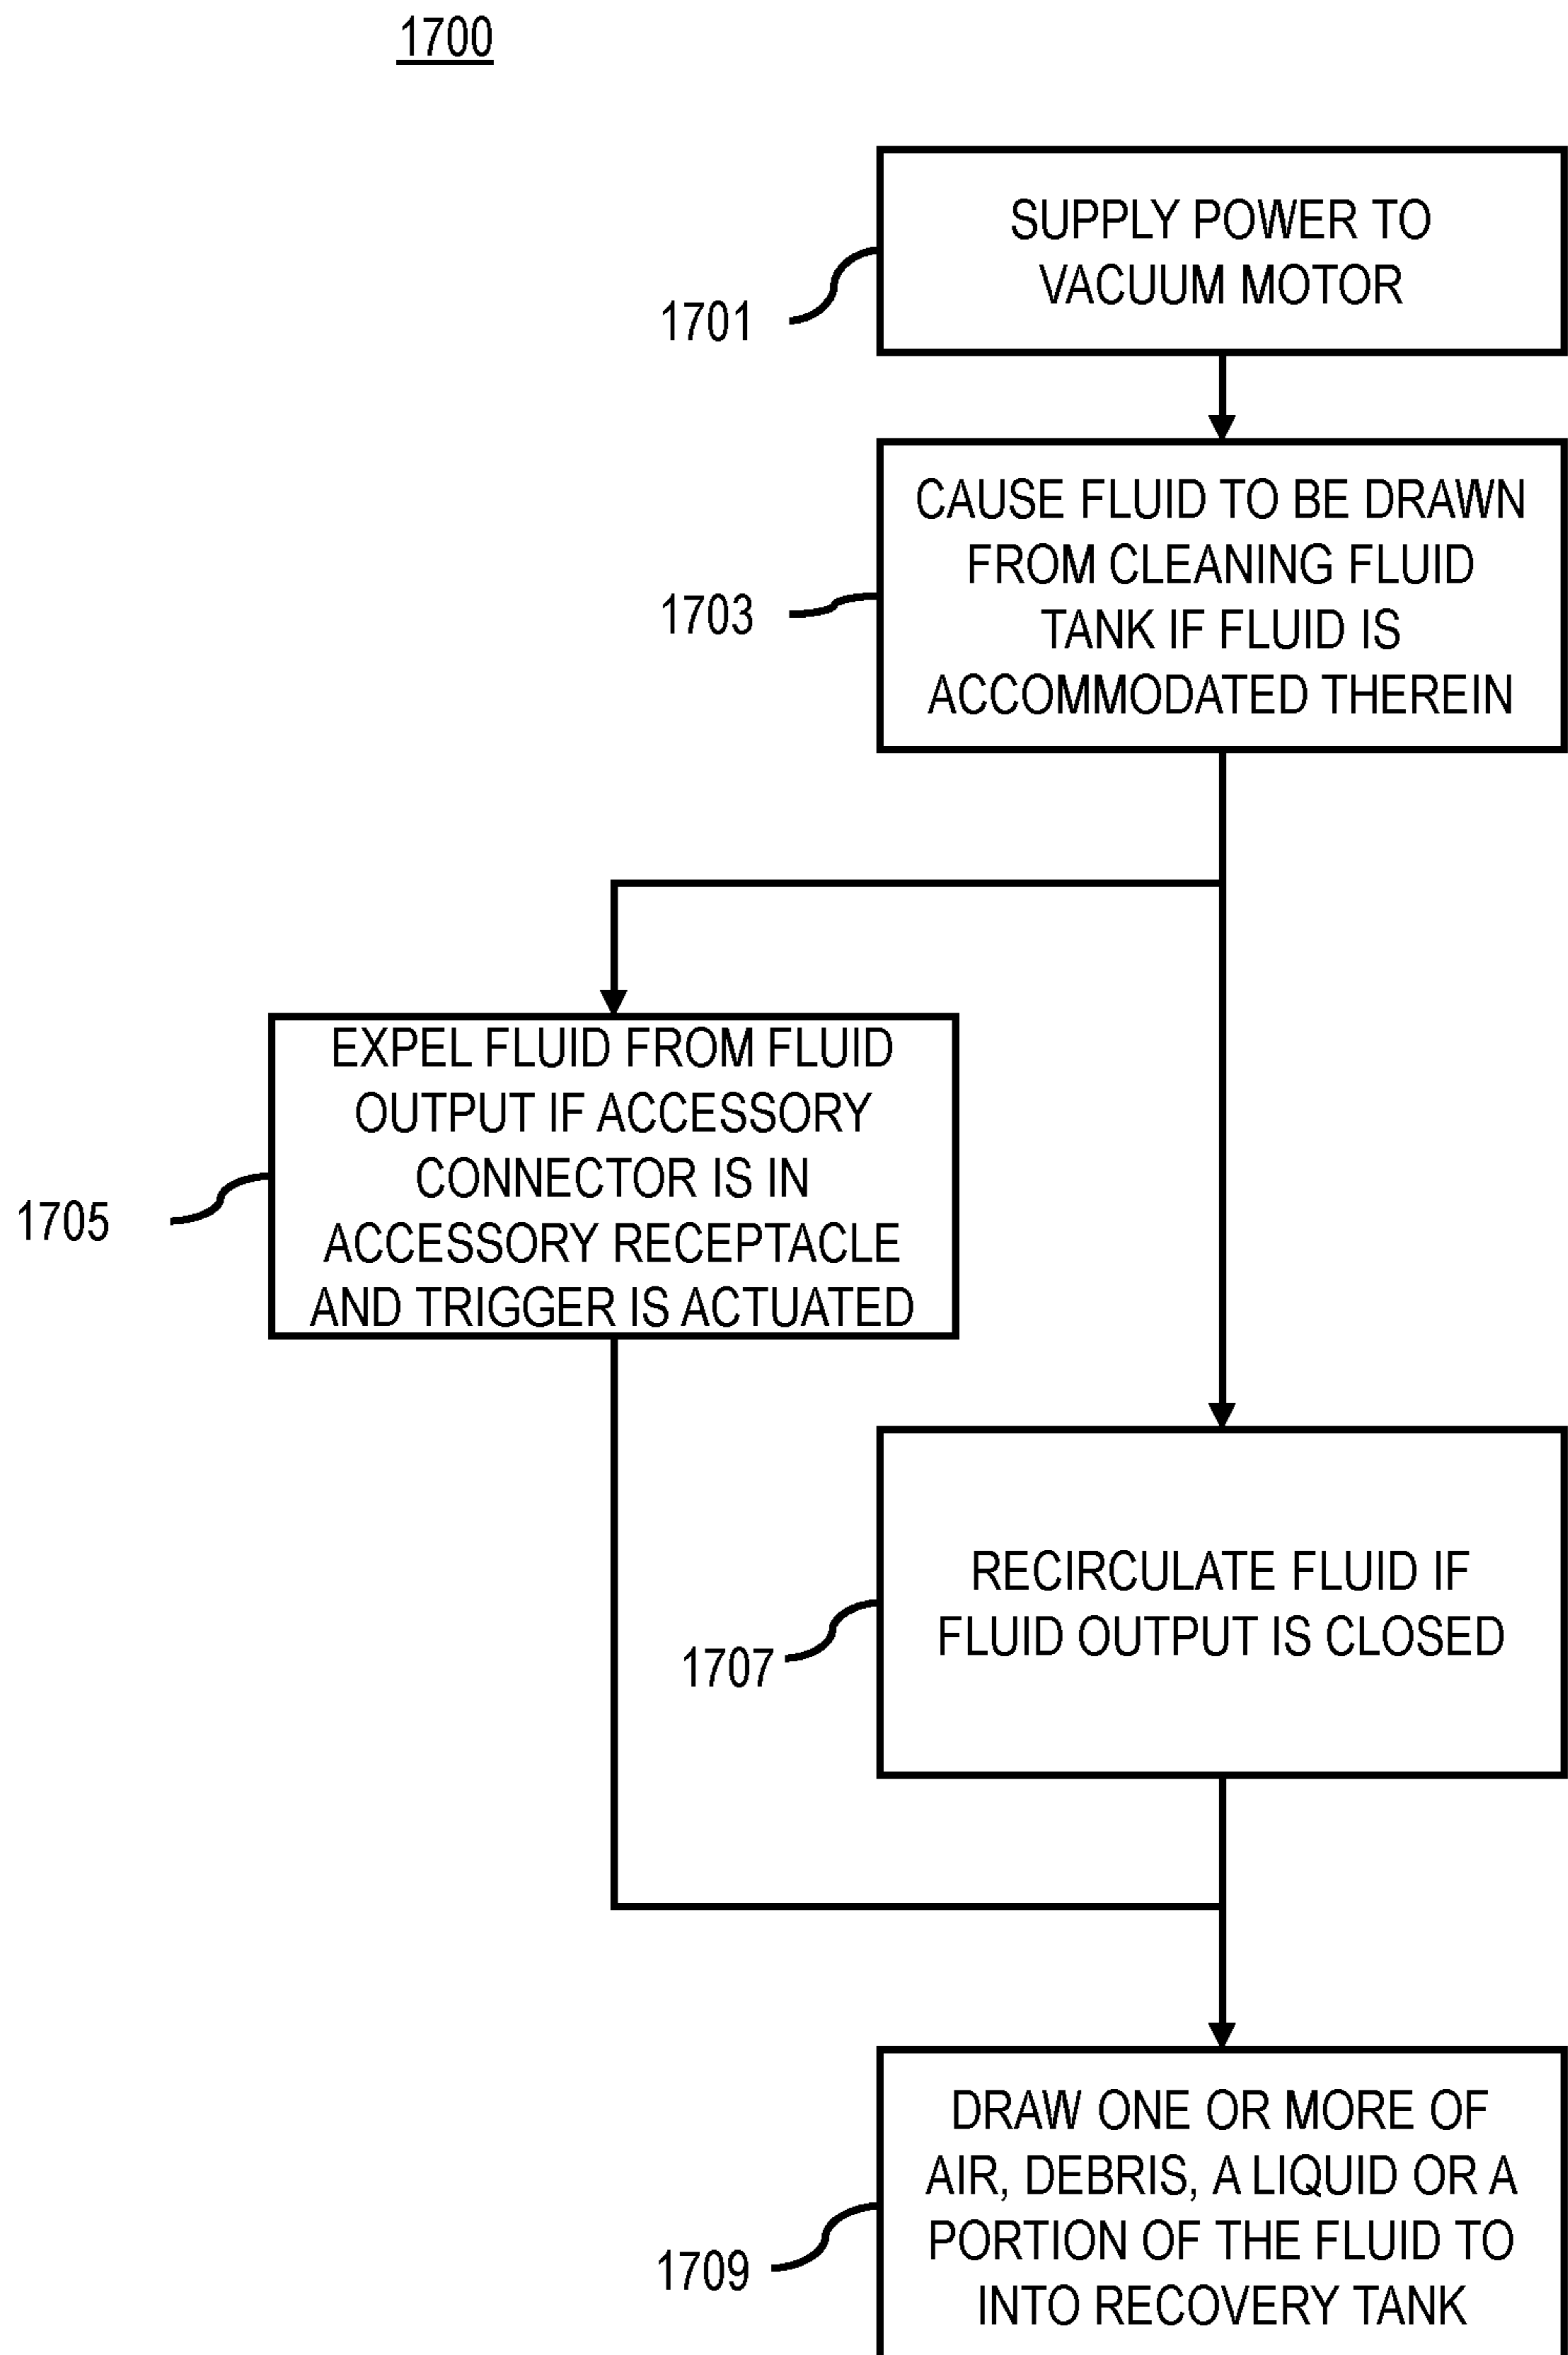 1700
SUPPLY POWER TO
VACUUM MOTOR
1701
CAUSE FLUID TO BE DRAWN
FROM CLEANING FLUID
TANK IF FLUID IS
ACCOMMODATED THEREIN
1703
EXPEL FLUID FROM FLUID
OUTPUT IF ACCESSORY
CONNECTOR IS IN
ACCESSORY RECEPTACLE
AND TRIGGER IS ACTUATED
1705
RECIRCULATE FLUID IF
FLUID OUTPUT IS CLOSED
1707
DRAW ONE OR MORE OF
AIR, DEBRIS, A LIQUID OR A
PORTION OF THE FLUID TO
INTO RECOVERY TANK
1709